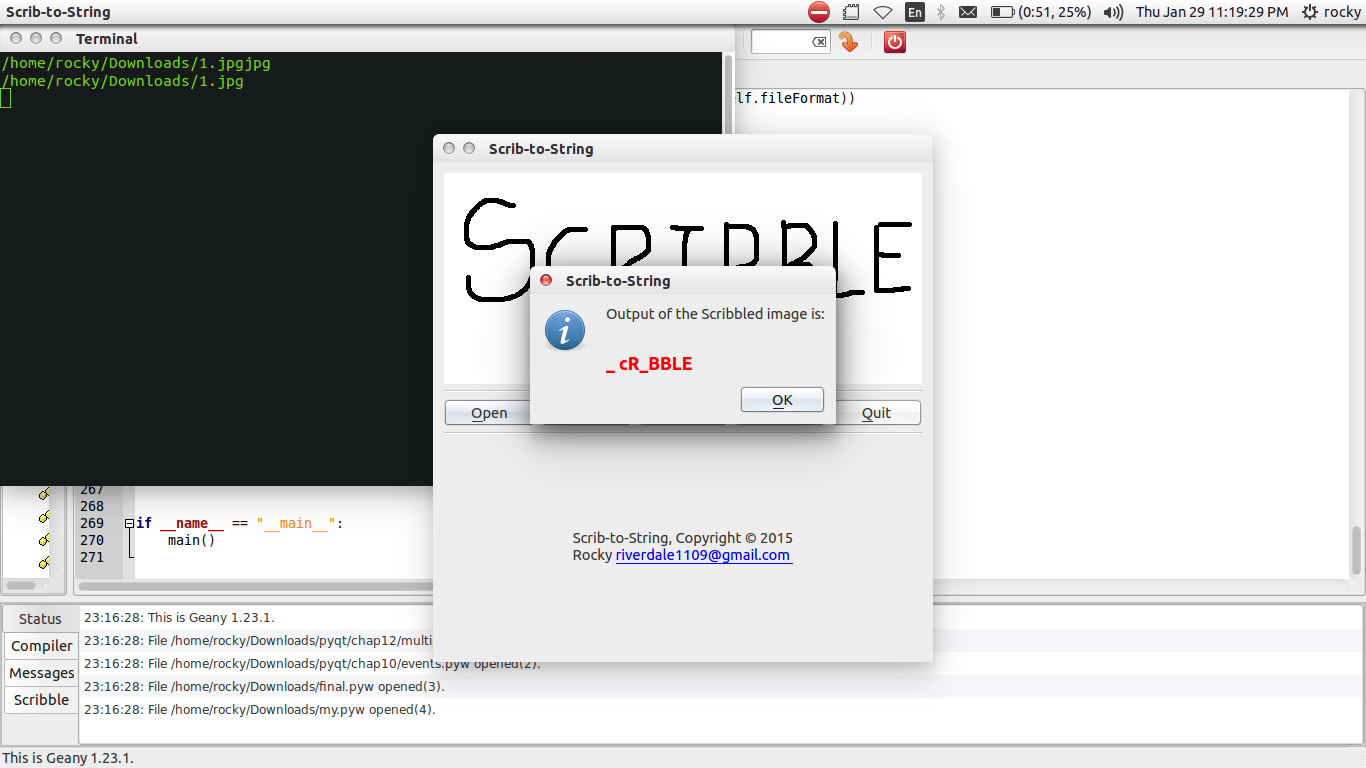 Scrib-to-String
En
(0:51, 25%)
Thu Jan 29 11:19:29 PM
rocky
Terminal
/home/rocky/Downloads/1.jpgjpg
/home/rocky/Downloads/1.jpg
lf.fileFormat))
Scrib-to-String
SCRIBBLE
Scrib-to-String
Output of the Scribbled image is:
_ cR_BBLE
OK
Open
Quit
Scrib-to-String, Copyright © 2015
Rocky riverdale1109@gmail.com
267
268
269 if __name__ == "__main__":
270 main()
271
Status
Compiler
Messages
Scribble
23:16:28: This is Geany 1.23.1.
23:16:28: File /home/rocky/Downloads/pyqt/chap12/multi
23:16:28: File /home/rocky/Downloads/pyqt/chap10/events.pyw opened(2).
23:16:28: File /home/rocky/Downloads/final.pyw opened(3).
23:16:28: File /home/rocky/Downloads/my.pyw opened(4).
This is Geany 1.23.1.